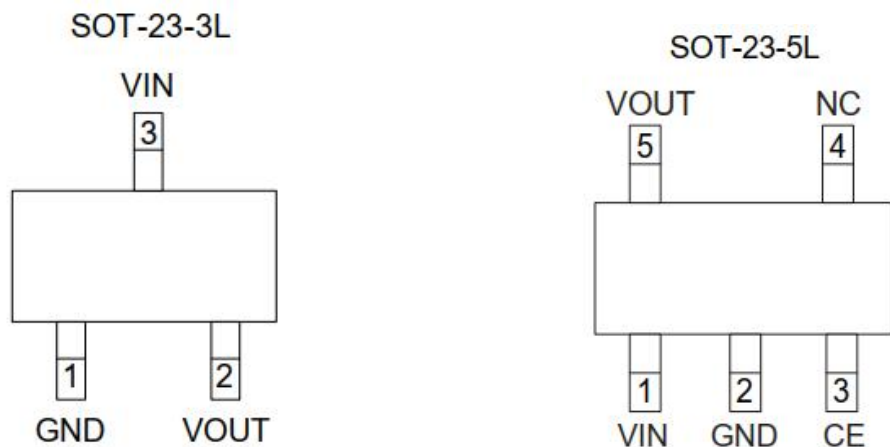 SOT-23-3L
VIN
3
1
2
GND VOUT
SOT-23-5L
VOUT NC
5
4
1
2
3
VIN GND CE